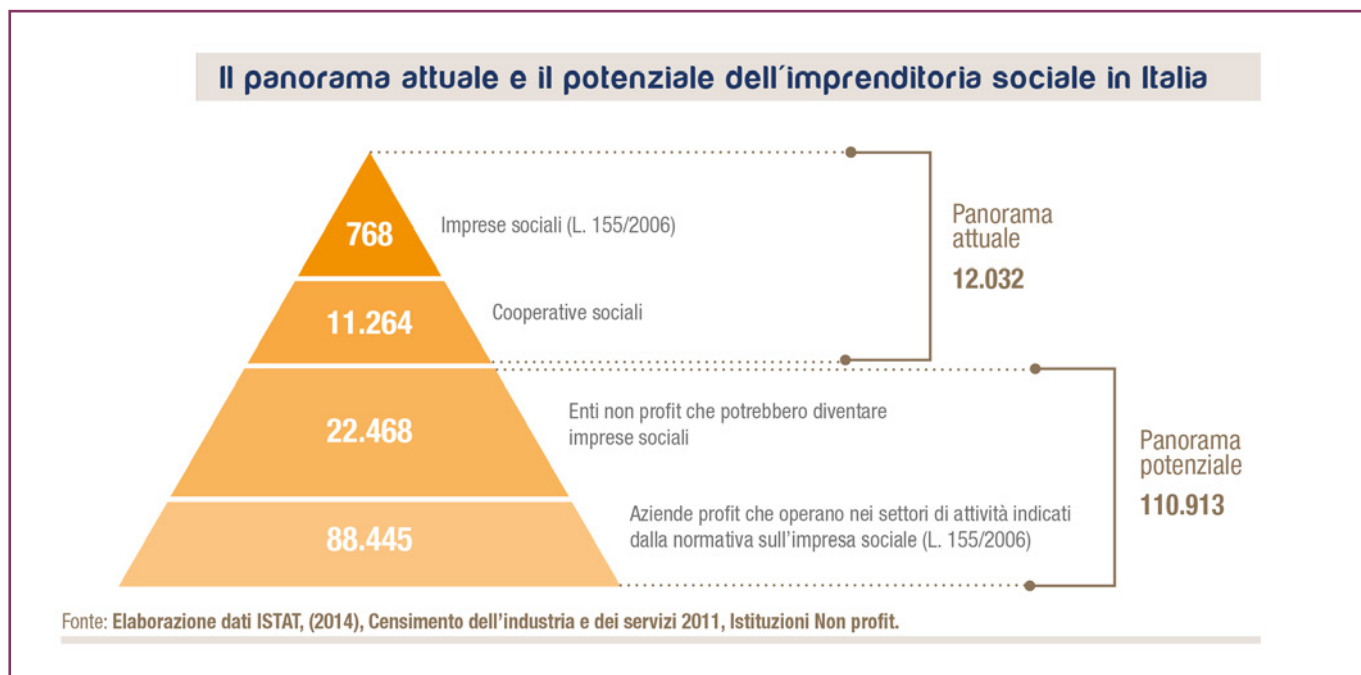 Il panorama attuale e il potenziale dell´imprenditoria sociale in Italia
768
Imprese sociali (L. 155/2006)
11.264
Cooperative sociali
Panorama
attuale
12.032
22.468
Enti non profit che potrebbero diventare
imprese sociali
88.445
Aziende profit che operano nei settori di attività indicati
dalla normativa sull’impresa sociale (L. 155/2006)
Panorama
potenziale
110.913
Fonte: Elaborazione dati ISTAT, (2014), Censimento dell’industria e dei servizi 2011, Istituzioni Non profit.